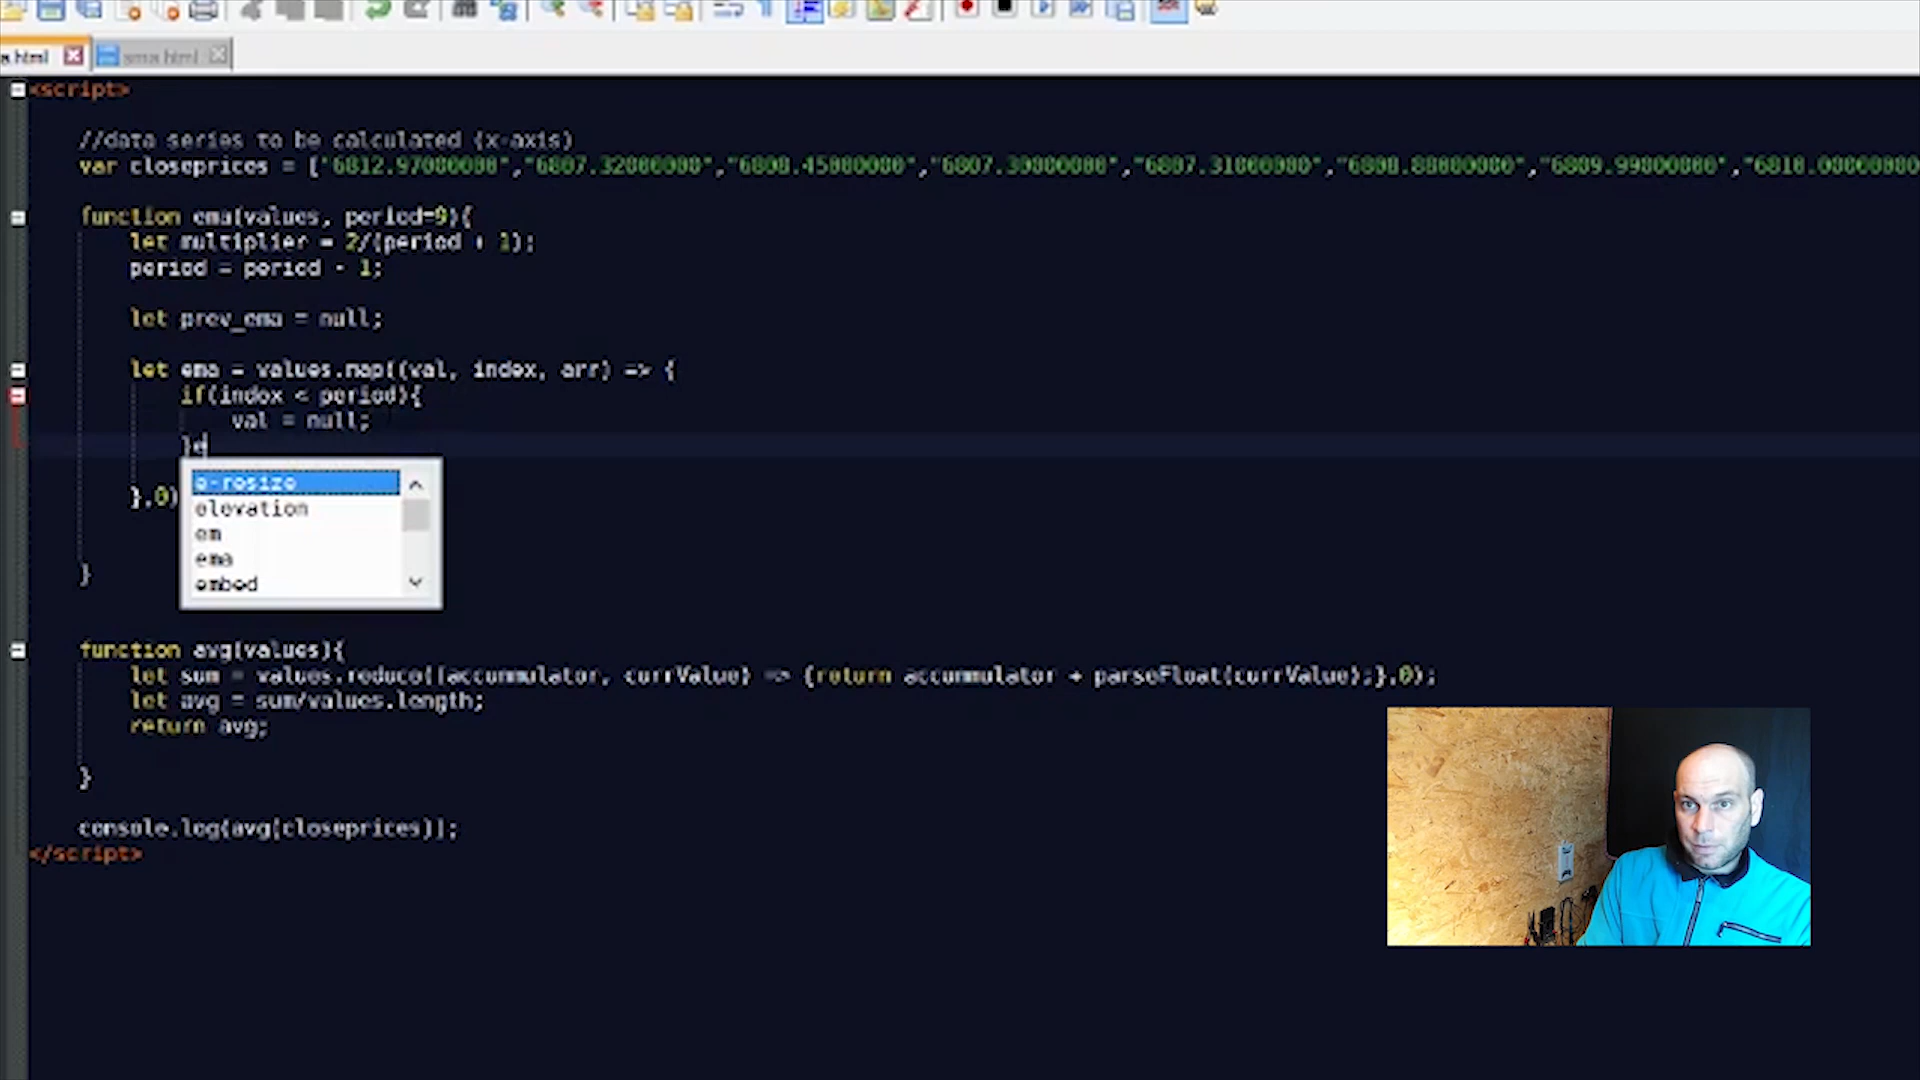 a.html sma.html
<script>
//data series to be calculated (x-axis)
var closeprices = ["6812.97000000","6807.32000000","6808.45000000","6807.30000000","6807.31000000","6808.88000000","6809.99000000","6810.00000000
function ema(values, period=9){
let multiplier = 2/(period + 1);
period = period - 1;
let prev_ema = null;
let ema = values.map((val, index, arr) => {
if(index < period){
val = null;
}e
e-resize
elevation
},0)
em
ema
}
embed
function avg(values){
let sum = values.reduce((accummulator, currValue) => {return accummulator + parseFloat(currValue);},0);
let avg = sum/values.length;
return avg;
}
console.log(avg(closeprices));
</script>